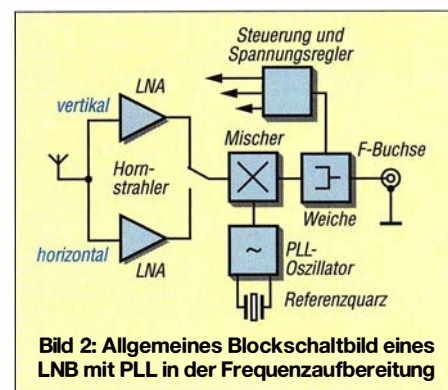 Steuerung und
Spannungsregler
LNA
vertikal
Mischer
F-Buchse
Horn-
strahler
Weiche
horizontal
LNA
~
PLL-
Oszillator
Referenzquarz
Bild 2: Allgemeines Blockschaltbild eines
LNB mit PLL in der Frequenzaufbereitung